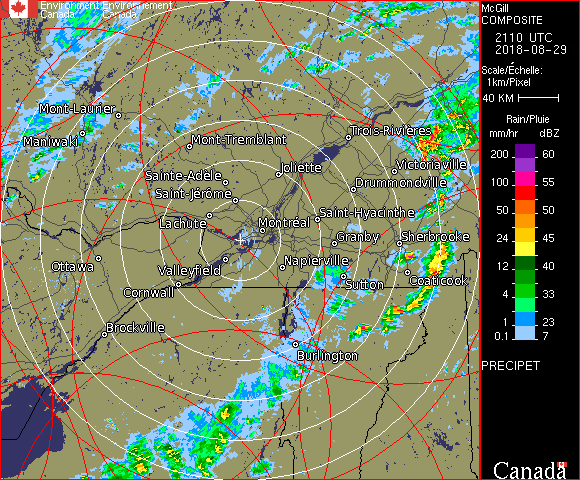 Environment Environnement
Canada Canada
McGill
COMPOSITE
2110 UTC
2018-08-29
Scale/Échelle:
1km/Pixel
40 KM
Rain/Pluie
mm/hr dBZ
200 60
100 55
50 50
24 45
12 40
4 33
1 23
0.1 7
PRECIPET
Canada
Mont-Laurier
Maniwaki
Mont-Tremblant
Trois-Rivières
Sainte-Adèle
Joliette
Victoriaville
Saint-Jérôme
Drummondville
Lachute
Montréal
Saint-Hyacinthe
Granby
Sherbrooke
Ottawa
Valleyfield
Napierville
Cornwall
Sutton
Coaticook
Brockville
Burlington